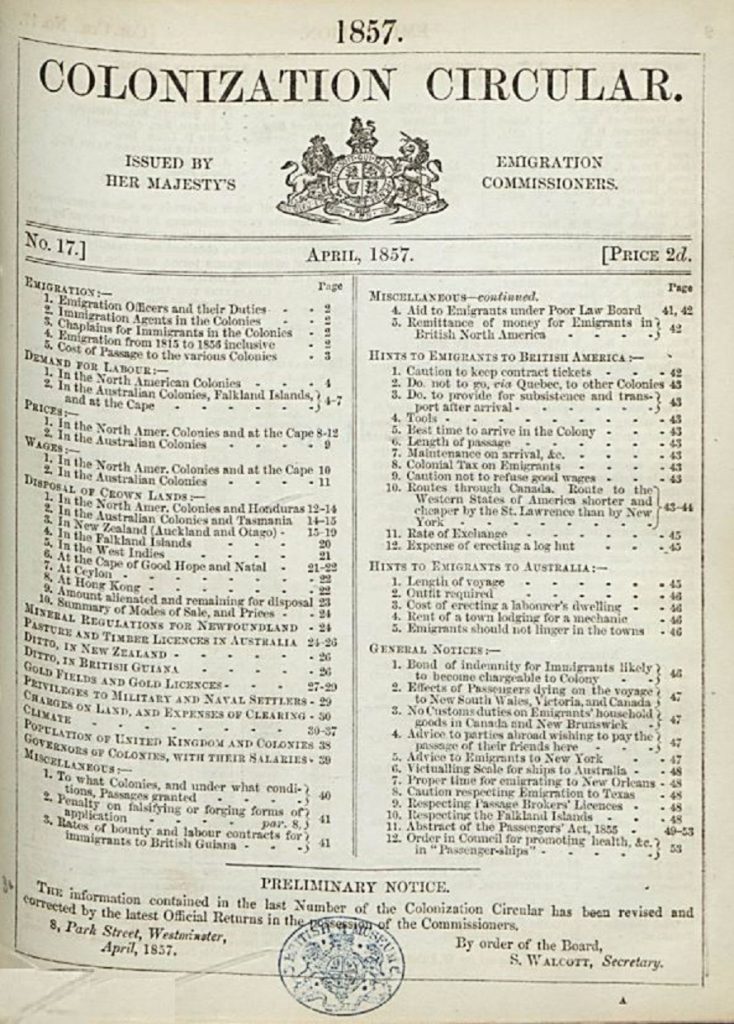 1857.
COLONIZATION CIRCULAR.
ISSUED BY
HER MAJESTY'S
EMIGRATION
COMMISSIONERS.
No. 17.]
APRIL, 1857.
[PRICE 2d.
Page
EMIGRATION:—
1. Emigration Officers and their Duties - - 2
2. Immigration Agents in the Colonies - - 2
3. Chaplains for Immigrants in the Colonies - 2
4. Emigration from 1815 to 1856 inclusive - 2
5. Cost of Passage to the various Colonies - 3
DEMAND FOR LABOUR:—
1. In the North American Colonies - - - 4
2. In the Australian Colonies, Falkland Islands,
and at the Cape - - - - - 4-7
PRICES:—
1. In the North Amer. Colonies and at the Cape 8-12
2. In the Australian Colonies - - - - 9
WAGES:—
1. In the North Amer. Colonies and at the Cape 10
2. In the Australian Colonies - - - - 11
DISPOSAL OF CROWN LANDS:—
1. In the North Amer. Colonies and Honduras 12-14
2. In the Australian Colonies and Tasmania 14-15
3. In New Zealand (Auckland and Otago) - 15-19
4. In the Falkland Islands - - - 20
5. In the West Indies - - - - 21
6. At the Cape of Good Hope and Natal - 21-22
7. At Ceylon - - - - - 22
8. At Hong Kong - - - - 22
9. Amount alienated and remaining for disposal 23
10. Summary of Modes of Sale, and Prices - 24
MINERAL REGULATIONS FOR NEWFOUNDLAND - 24
PASTURE AND TIMBER LICENCES IN AUSTRALIA 24-26
DITTO, IN NEW ZEALAND - - - - 26
DITTO, IN BRITISH GUIANA - - - - 26
GOLD FIELDS AND GOLD LICENCES - - - 27-29
PRIVILEGES TO MILITARY AND NAVAL SETTLERS - 29
CHARGES ON LAND, AND EXPENSES OF CLEARING - 30
CLIMATE - - - - - - 30-37
POPULATION OF UNITED KINGDOM AND COLONIES 38
GOVERNORS OF COLONIES, WITH THEIR SALARIES - 39
MISCELLANEOUS:—
1. To what Colonies, and under what condi-
tions, Passages granted - - - 40
2. Penalty on falsifying or forging forms of
application - - - par. 8, 41
3. Rates of bounty and labour contracts for
immigrants to British Guiana - - - 41
Page
MISCELLANEOUS—continued.
4. Aid to Emigrants under Poor Law Board 41, 42
5. Remittance of money for Emigrants in
British North America - - - - 42
HINTS TO EMIGRANTS TO BRITISH AMERICA:—
1. Caution to keep contract tickets - - - 42
2. Do. not to go, via Quebec, to other Colonies 43
3. Do. to provide for subsistence and trans-
port after arrival - - - - - 43
4. Tools - - - - - - - 43
5. Best time to arrive in the Colony - - - 43
6. Length of passage - - - - - 43
7. Maintenance on arrival, &c. - - - - 43
8. Colonial Tax on Emigrants - - - - 43
9. Caution not to refuse good wages - - - 43
10. Routes through Canada. Route to the
Western States of America shorter and
cheaper by the St. Lawrence than by New
York - - - - - - - 43-44
11. Rate of Exchange - - - - - 45
12. Expense of erecting a log hut - - - 45
HINTS TO EMIGRANTS TO AUSTRALIA:—
1. Length of voyage - - - - - 45
2. Outfit required - - - - - 46
3. Cost of erecting a labourer's dwelling - - 46
4. Rent of a town lodging for a mechanic - - 46
5. Emigrants should not linger in the towns - 46
GENERAL NOTICES:—
1. Bond of indemnity for Immigrants likely
to become chargeable to Colony - - 46
2. Effects of Passengers dying on the voyage
to New South Wales, Victoria, and Canada 47
3. No Customs duties on Emigrants' household
goods in Canada and New Brunswick - 47
4. Advice to parties abroad wishing to pay the
passage of their friends here - - - 47
5. Advice to Emigrants to New York - - 47
6. Victualling Scale for ships to Australia - - 48
7. Proper time for emigrating to New Orleans - 48
8. Caution respecting Emigration to Texas - 48
9. Respecting Passage Brokers' Licences - - 48
10. Respecting the Falkland Islands - - - 48
11. Abstract of the Passengers' Act, 1855 - 49-53
12. Order in Council for promoting health, &c.
in "Passenger-ships" - - - - - 53
PRELIMINARY NOTICE.
THE information contained in the last Number of the Colonization Circular has been revised and
corrected by the latest Official Returns in the possession of the Commissioners.
8, Park Street, Westminster,
April, 1857.
By order of the Board,
S. WALCOTT, Secretary.
BRITISH MUSEUM
A